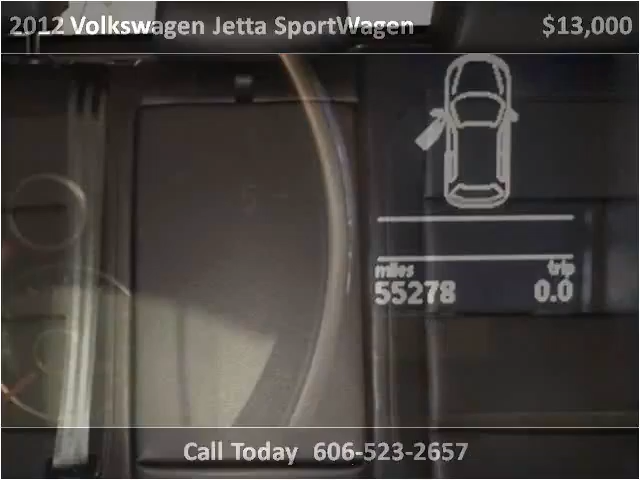 2012 Volkswagen Jetta SportWagen $13,000
miles trip
55278 0.0
Call Today 606-523-2657